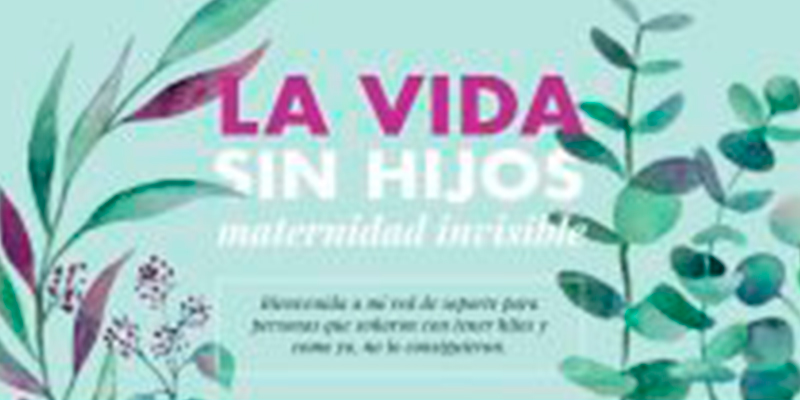 LA VIDA
SIN HIJOS
maternidad invisible
Bienvenida a mi red de soporte para
personas que soñaron con tener hijos y
como yo, no lo consiguieron.